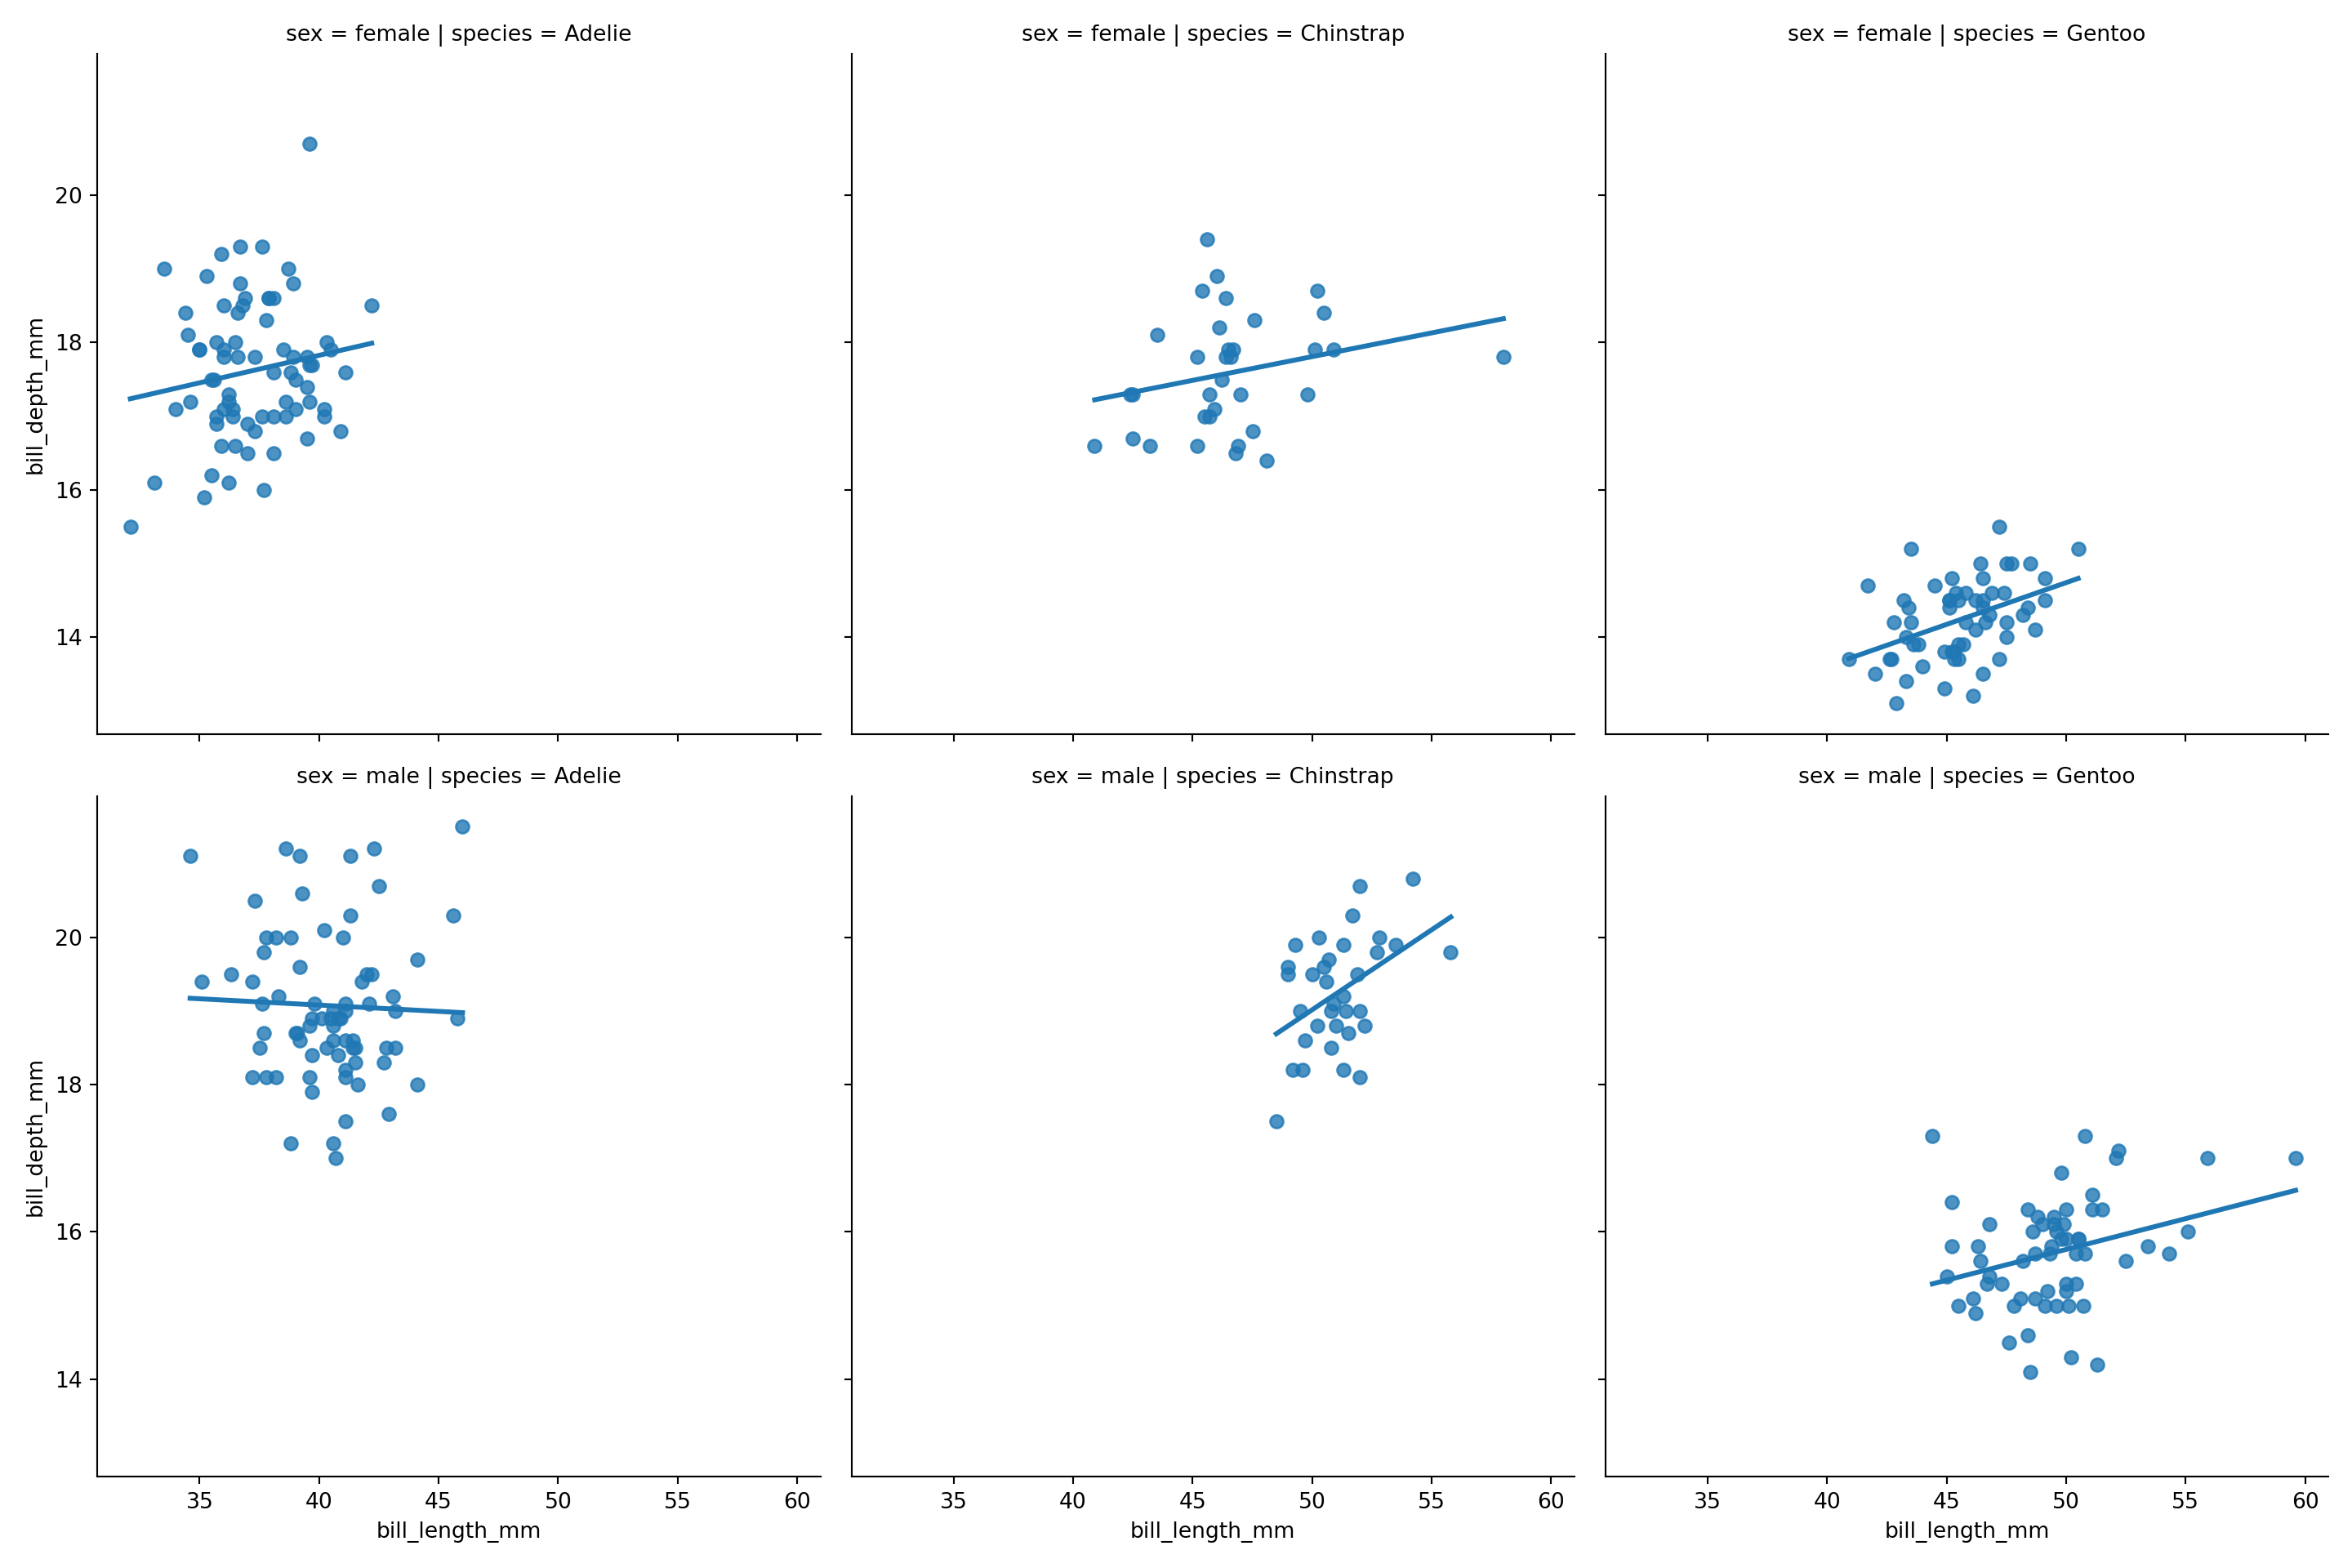 sex = female | species = Adelie
sex = female | species = Chinstrap
sex = female | species = Gentoo
bill_depth_mm
20
18
16
14
sex = male | species = Adelie
sex = male | species = Chinstrap
sex = male | species = Gentoo
bill_depth_mm
20
18
16
14
35 40 45 50 55 60
35 40 45 50 55 60
35 40 45 50 55 60
bill_length_mm
bill_length_mm
bill_length_mm